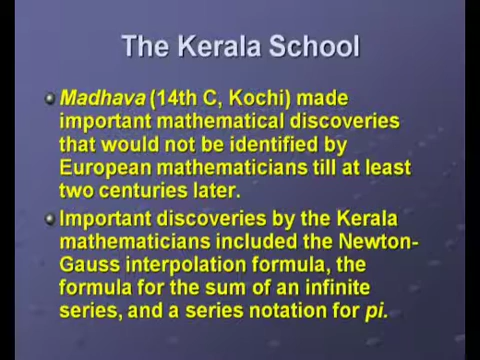 The Kerala School
Madhava (14th C, Kochi) made
important mathematical discoveries
that would not be identified by
European mathematicians till at least
two centuries later.
Important discoveries by the Kerala
mathematicians included the Newton-
Gauss interpolation formula, the
formula for the sum of an infinite
series, and a series notation for pi.